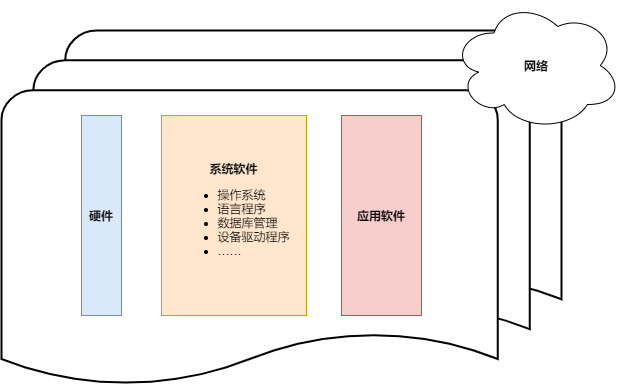 网络
硬件
系统软件
操作系统
语言程序
数据库管理
设备驱动程序
……
应用软件